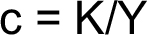 c = K/Y